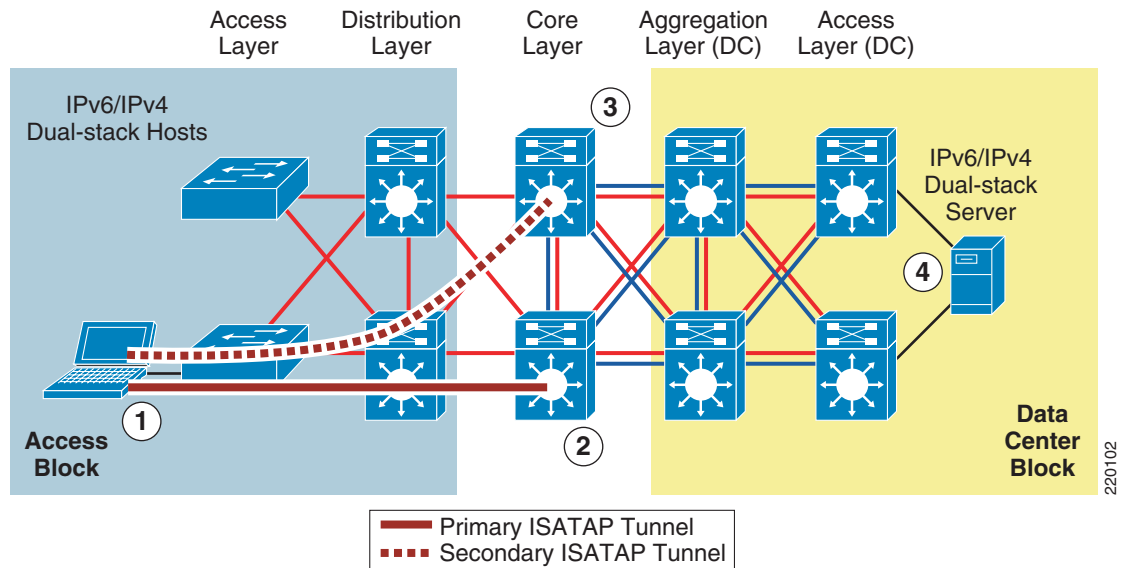 Access
Layer
Distribution
Layer
Core
Layer
Aggregation
Layer (DC)
Access
Layer (DC)
IPv6/IPv4
Dual-stack Hosts
3
IPv6/IPv4
Dual-stack
Server
4
1
2
Access
Block
Data
Center
Block
220102
Primary ISATAP Tunnel
Secondary ISATAP Tunnel